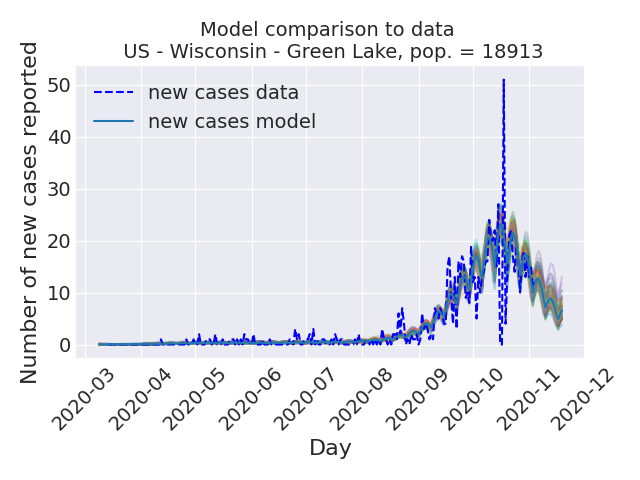 Model comparison to data
US - Wisconsin - Green Lake, pop. = 18913
Number of new cases reported
50
40
30
20
10
0
new cases data
new cases model
2020-03
2020-04
2020-05
2020-06
2020-07
2020-08
2020-09
2020-10
2020-11
2020-12
Day